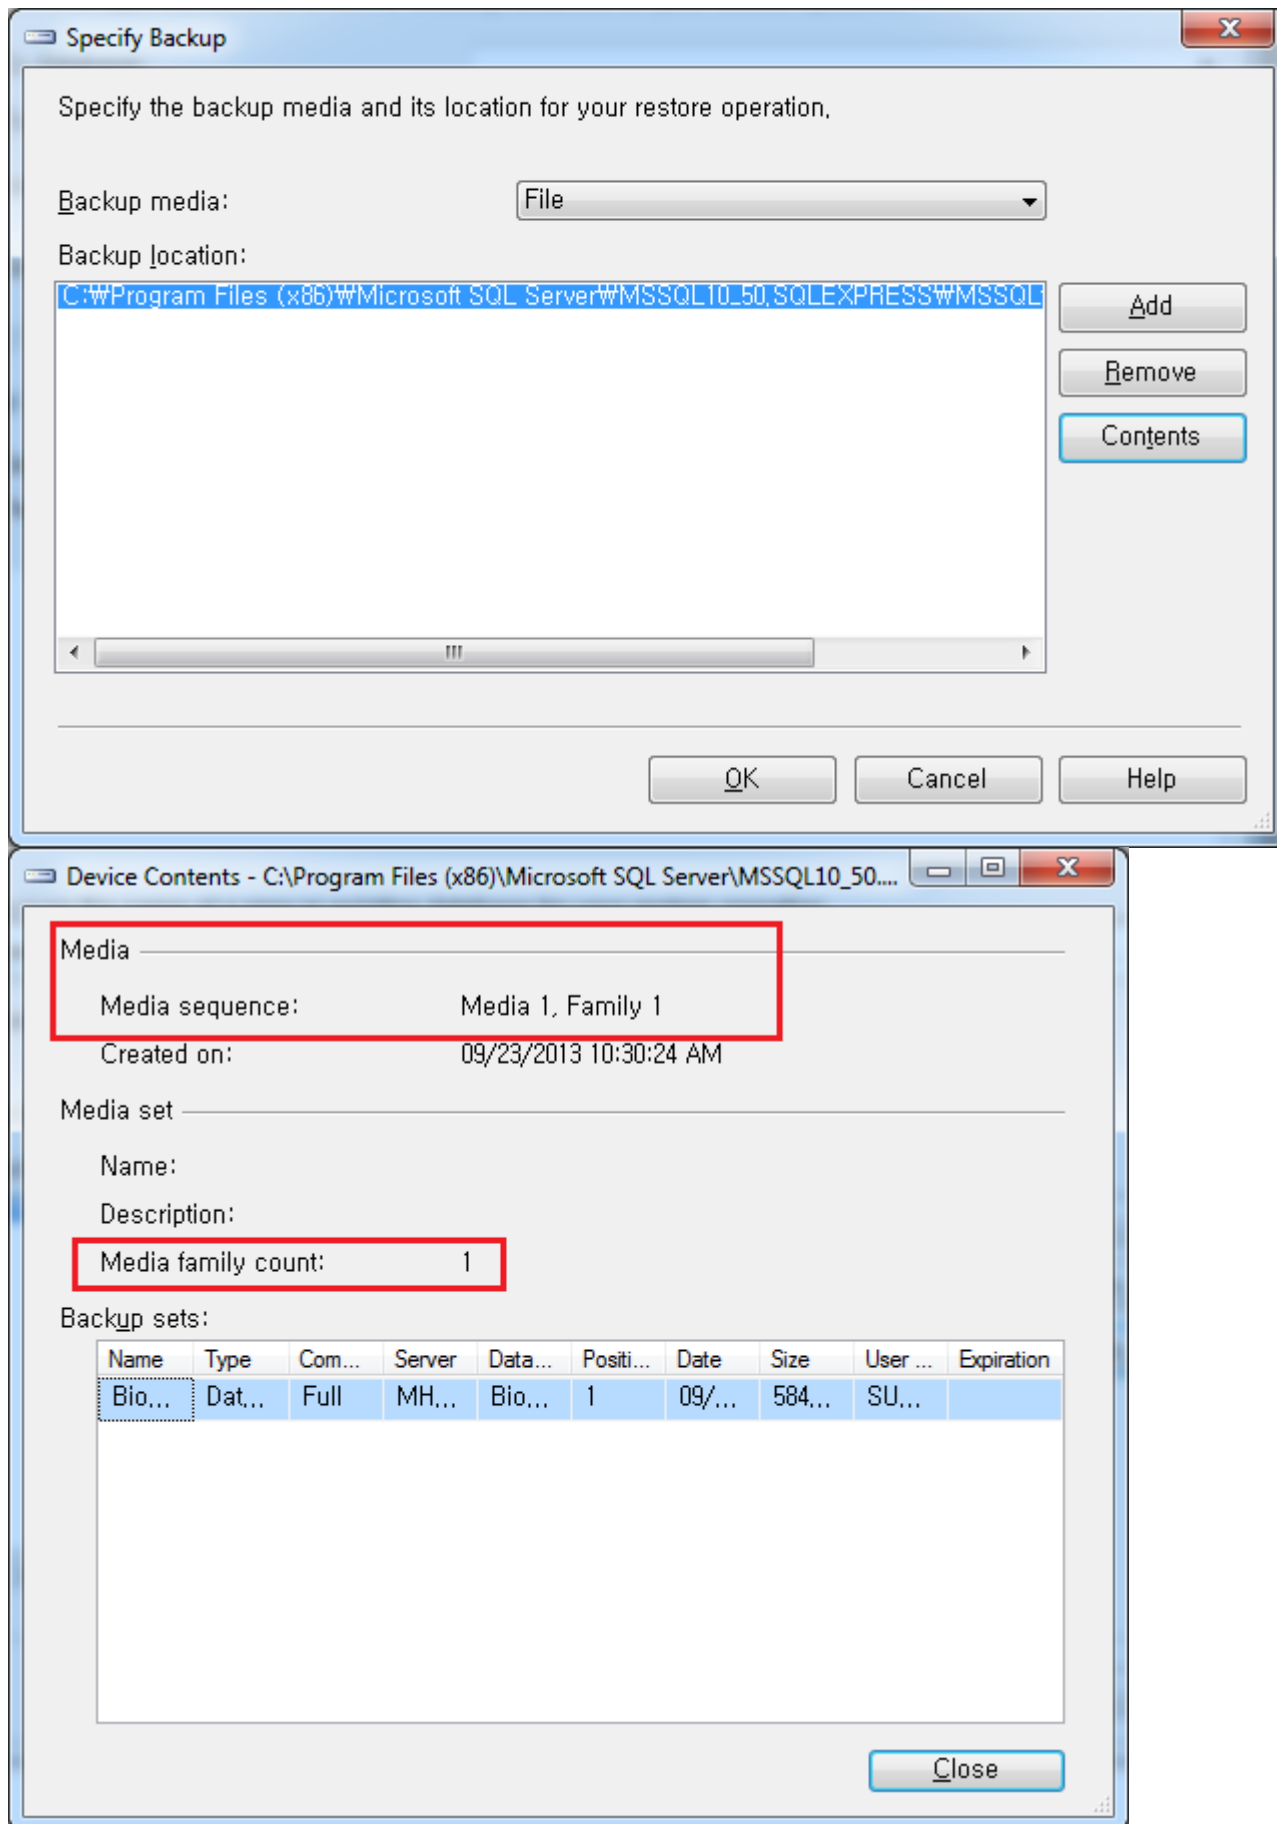 Specify Backup
Specify the backup media and its location for your restore operation.
Backup media: File
Backup location:
C:₩Program Files (x86)₩Microsoft SQL Server₩MSSQL10_50.SQLEXPRESS₩MSSQL
Add
Remove
Contents
OK Cancel Help
Device Contents - C:\Program Files (x86)\Microsoft SQL Server\MSSQL10_50....
Media
Media sequence: Media 1, Family 1
Created on: 09/23/2013 10:30:24 AM
Media set
Name:
Description:
Media family count: 1
Backup sets:
Name Type Com... Server Data... Positi... Date Size User ... Expiration
Bio... Dat... Full MH... Bio... 1 09/... 584... SU...
Close